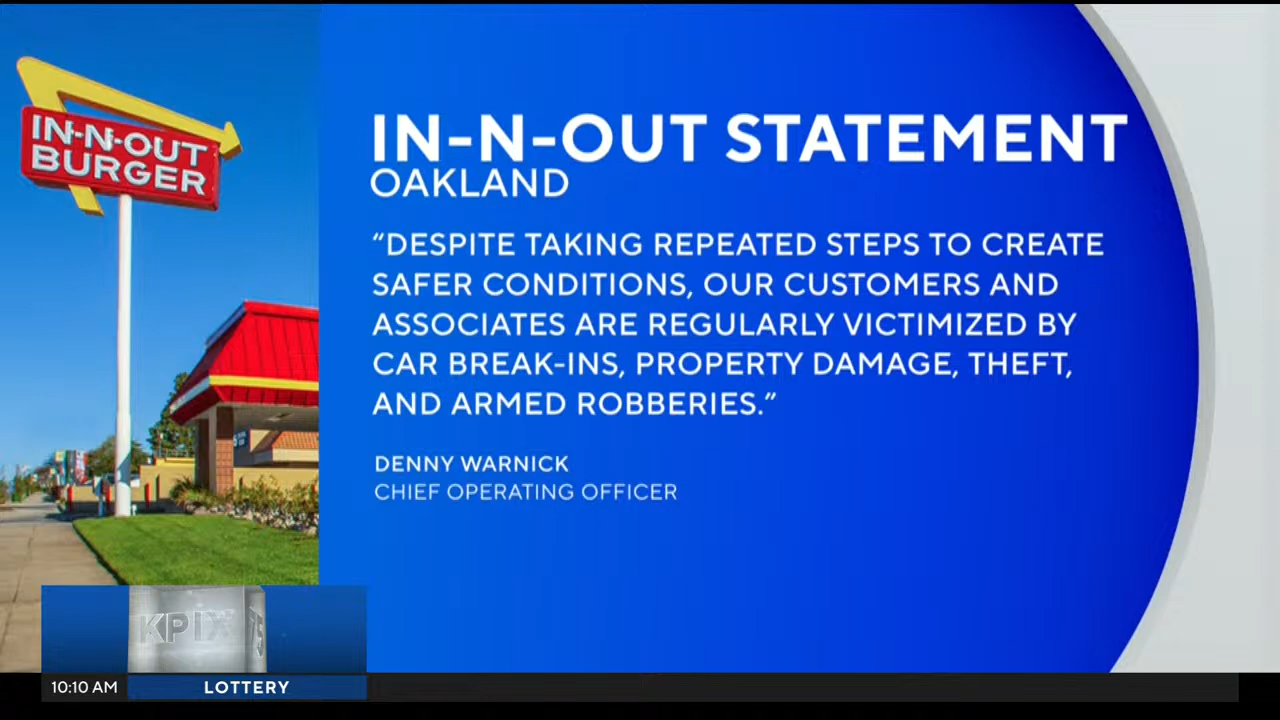 IN-N-OUT
BURGER
IN-N-OUT STATEMENT
OAKLAND
“DESPITE TAKING REPEATED STEPS TO CREATE
SAFER CONDITIONS, OUR CUSTOMERS AND
ASSOCIATES ARE REGULARLY VICTIMIZED BY
CAR BREAK-INS, PROPERTY DAMAGE, THEFT,
AND ARMED ROBBERIES.”
DENNY WARNICK
CHIEF OPERATING OFFICER
KPIX
10:10 AM
LOTTERY